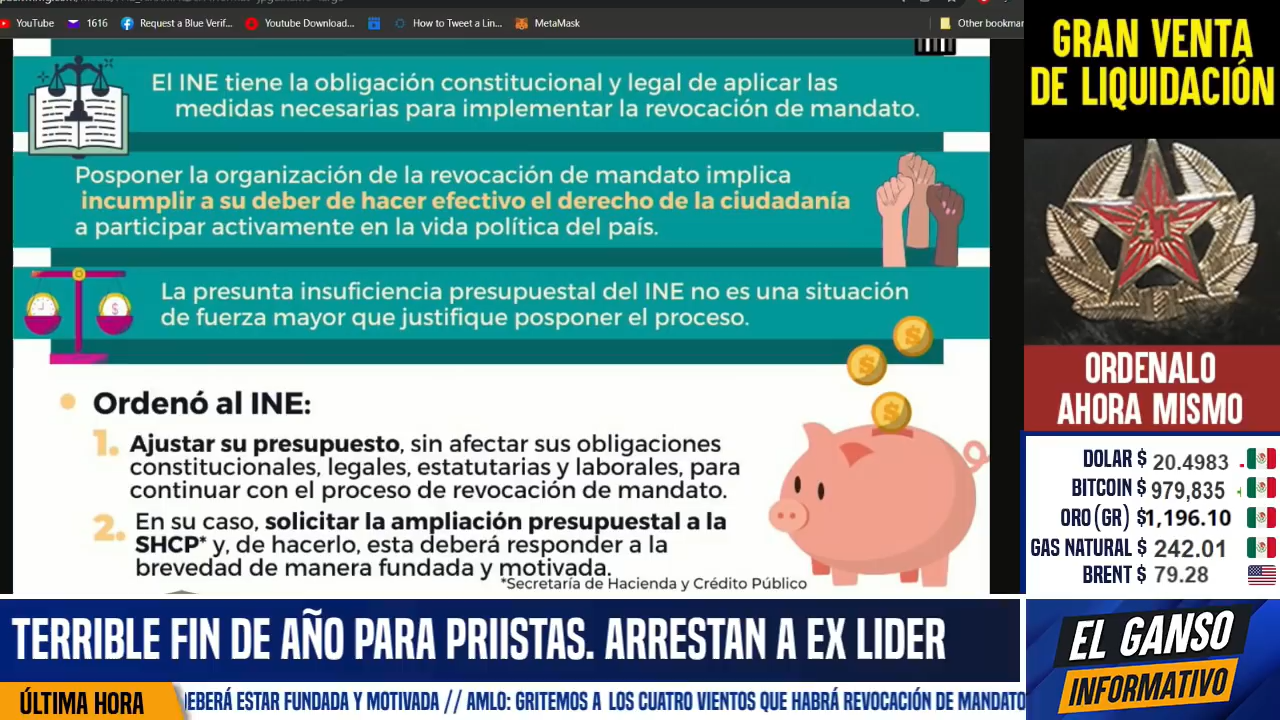 YouTube
1616
Request a Blue Verif...
Youtube Download...
How to Tweet a Lin...
MetaMask
Other bookmar
El INE tiene la obligación constitucional y legal de aplicar las
medidas necesarias para implementar la revocación de mandato.
Posponer la organización de la revocación de mandato implica
incumplir a su deber de hacer efectivo el derecho de la ciudadanía
a participar activamente en la vida política del país.
La presunta insuficiencia presupuestal del INE no es una situación
de fuerza mayor que justifique posponer el proceso.
Ordenó al INE:
1. Ajustar su presupuesto, sin afectar sus obligaciones
constitucionales, legales, estatutarias y laborales, para
continuar con el proceso de revocación de mandato.
2. En su caso, solicitar la ampliación presupuestal a la
SHCP* y, de hacerlo, esta deberá responder a la
brevedad de manera fundada y motivada.
*Secretaría de Hacienda y Crédito Público
GRAN VENTA
DE LIQUIDACIÓN
4T
ORDENALO
AHORA MISMO
DOLAR $ 20.4983
BITCOIN $ 979,835
ORO (GR) $1,196.10
GAS NATURAL $ 242.01
BRENT $ 79.28
TERRIBLE FIN DE AÑO PARA PRIISTAS. ARRESTAN A EX LIDER
EL GANSO
INFORMATIVO
ÚLTIMA HORA
DEBERÁ ESTAR FUNDADA Y MOTIVADA // AMLO: GRITEMOS A LOS CUATRO VIENTOS QUE HABRÁ REVOCACIÓN DE MANDATO